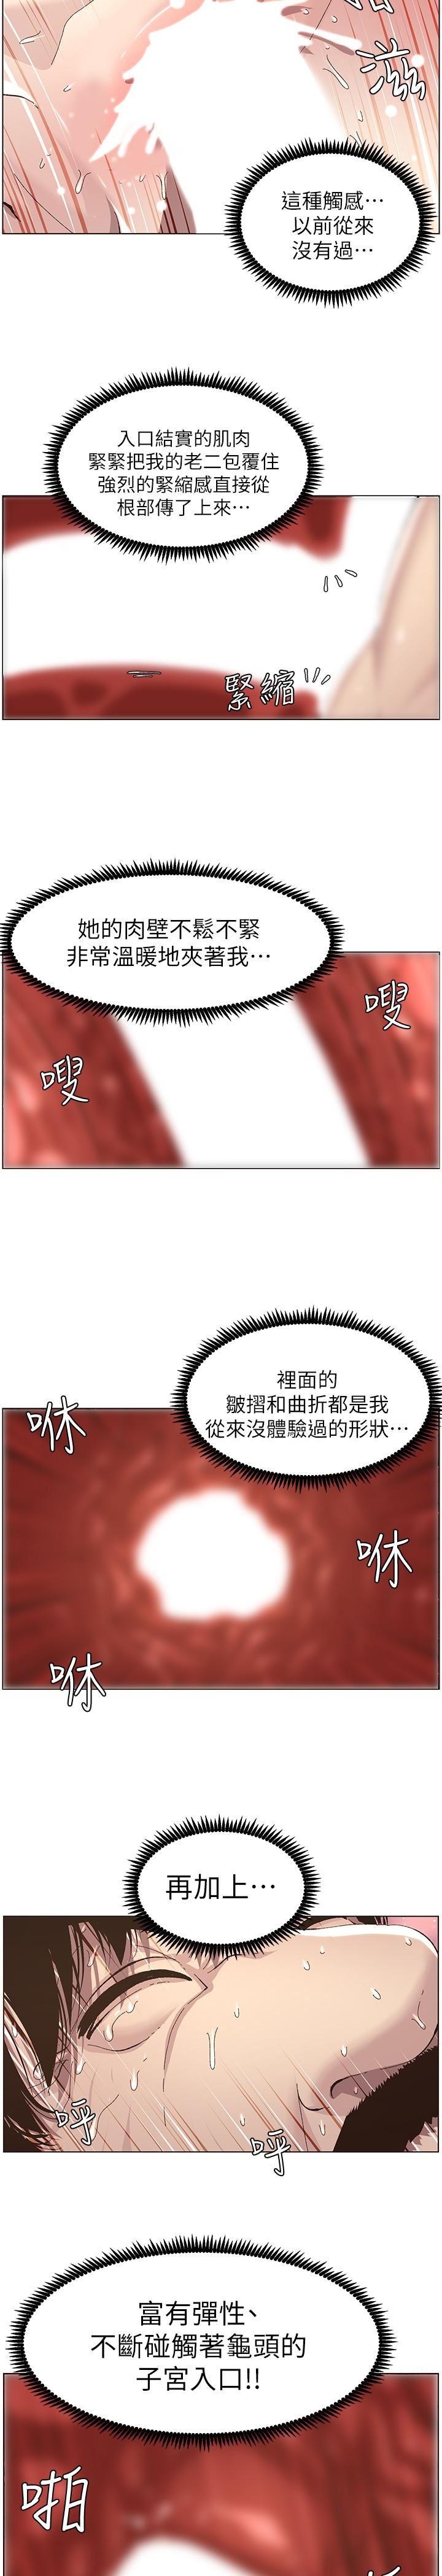 滋
這種觸感…
以前從來
沒有過…
入口結實的肌肉
緊緊把我的老二包覆住
強烈的緊縮感直接從
根部傳了上來…
緊縮
她的肉壁不鬆不緊
非常溫暖地夾著我…
嗖
嗖
裡面的
皺摺和曲折都是我
從來沒體驗過的形狀…
咻
咻
咻
再加上…
呼
呼
富有彈性、
不斷碰觸著龜頭的
子宮入口!!
啪